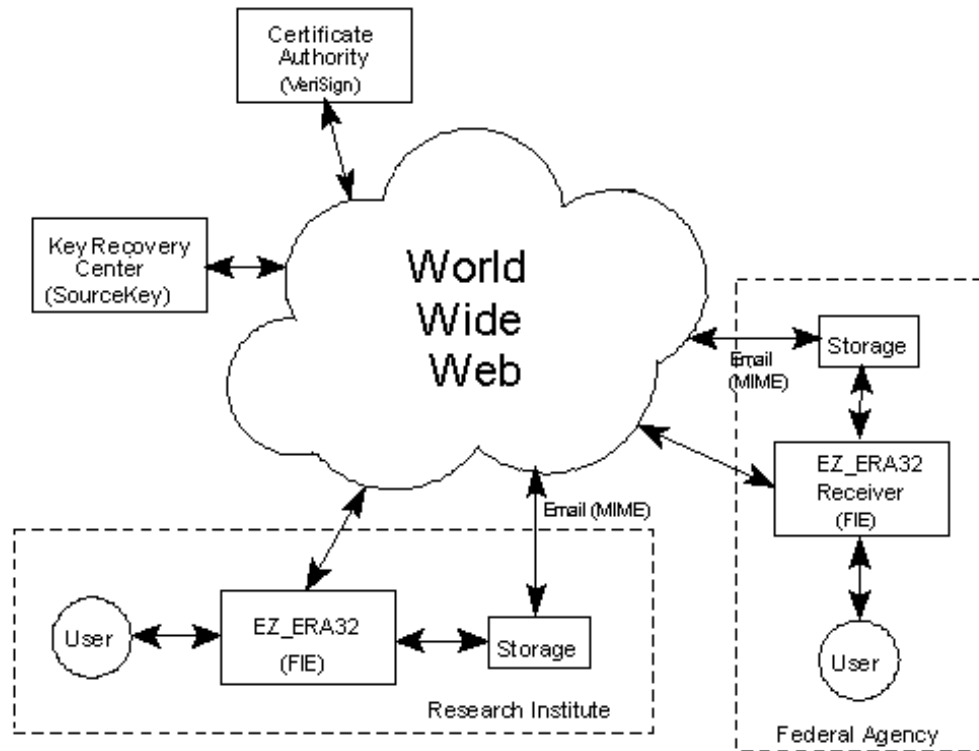 Certificate
Authority
(VeriSign)
Key Recovery
Center
(SourceKey)
World
Wide
Web
Storage
Email
(MIME)
EZ_ERA32
Receiver
(FIE)
User
Federal Agency
Email (MIME)
User
EZ_ERA32
(FIE)
Storage
Research Institute